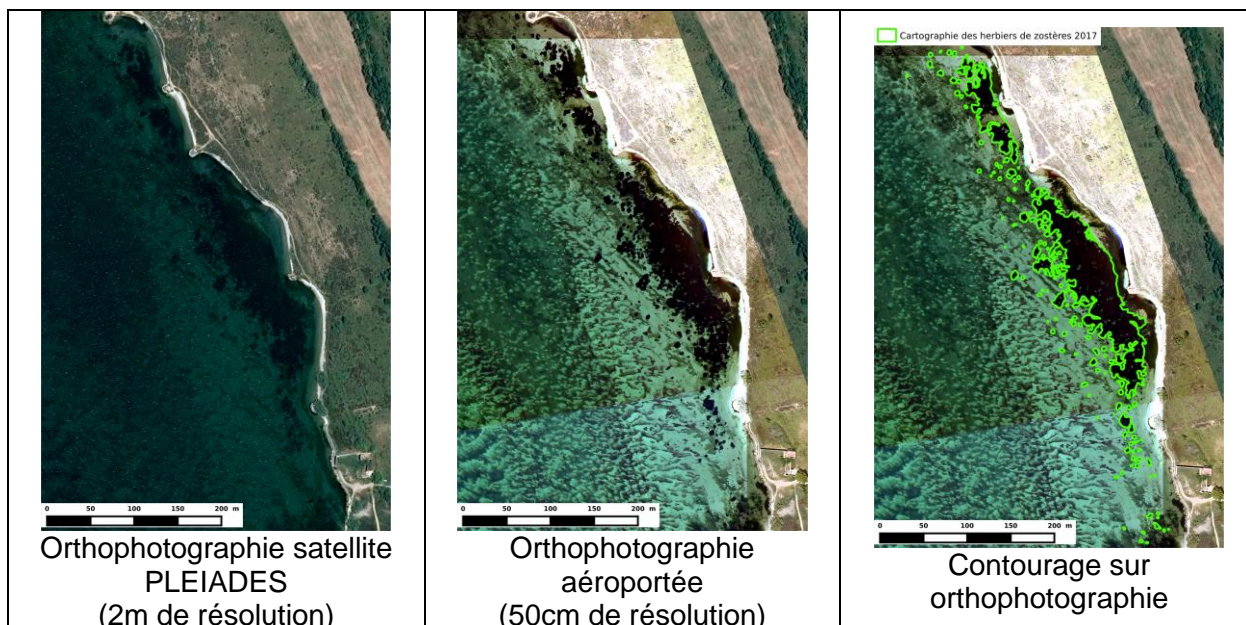 0 50 100 150 200 m
Orthophotographie satellite
PLEIADES
(2m de résolution)
0 50 100 150 200 m
Orthophotographie
aéroportée
(50cm de résolution)
Cartographie des herbiers de zostères 2017
0 50 100 150 200 m
Contourage sur
orthophotographie